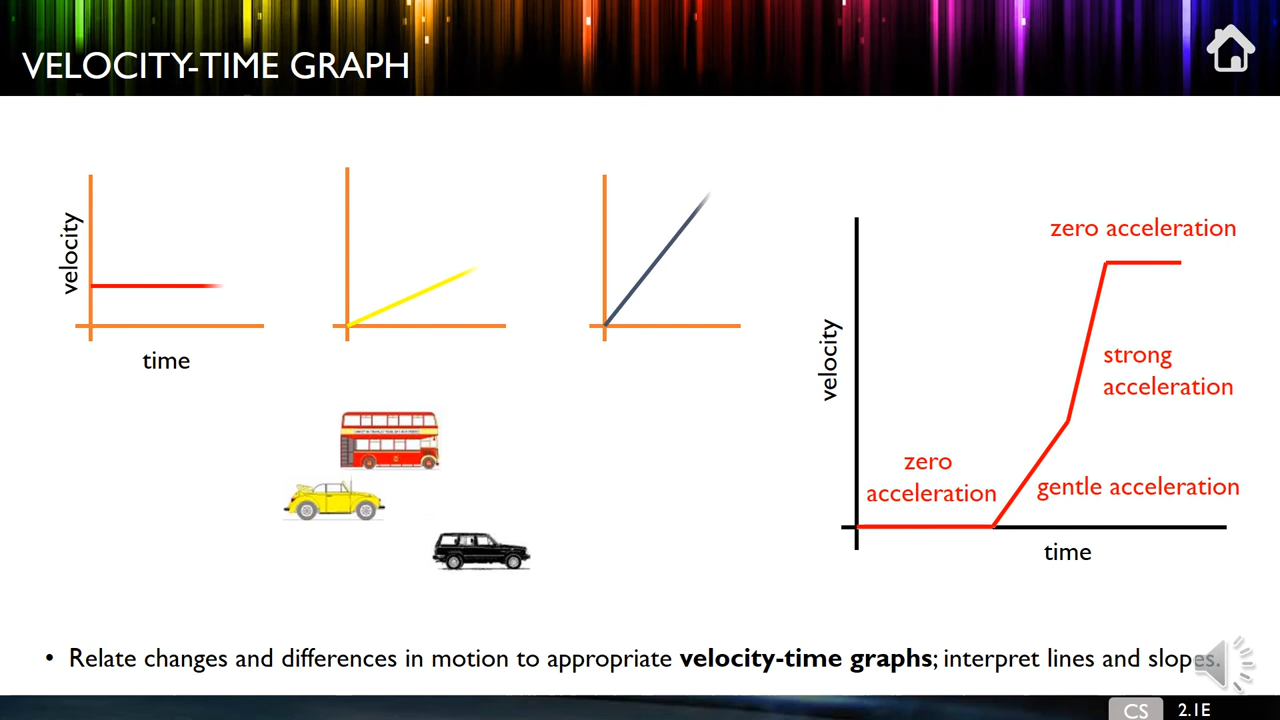 VELOCITY-TIME GRAPH
velocity
time
velocity
zero acceleration
strong
acceleration
zero
acceleration
gentle acceleration
time
• Relate changes and differences in motion to appropriate velocity-time graphs; interpret lines and slopes.
CS 2.1E